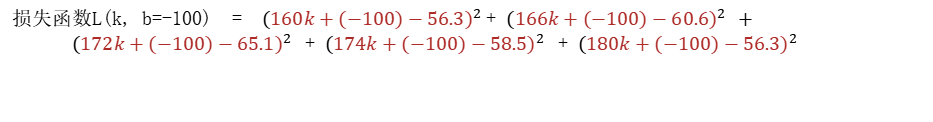 损失函数L(k, b=-100) = (160k + (−100) − 56.3)² + (166k + (−100) − 60.6)² +
(172k + (−100) − 65.1)² + (174k + (−100) − 58.5)² + (180k + (−100) − 56.3)²